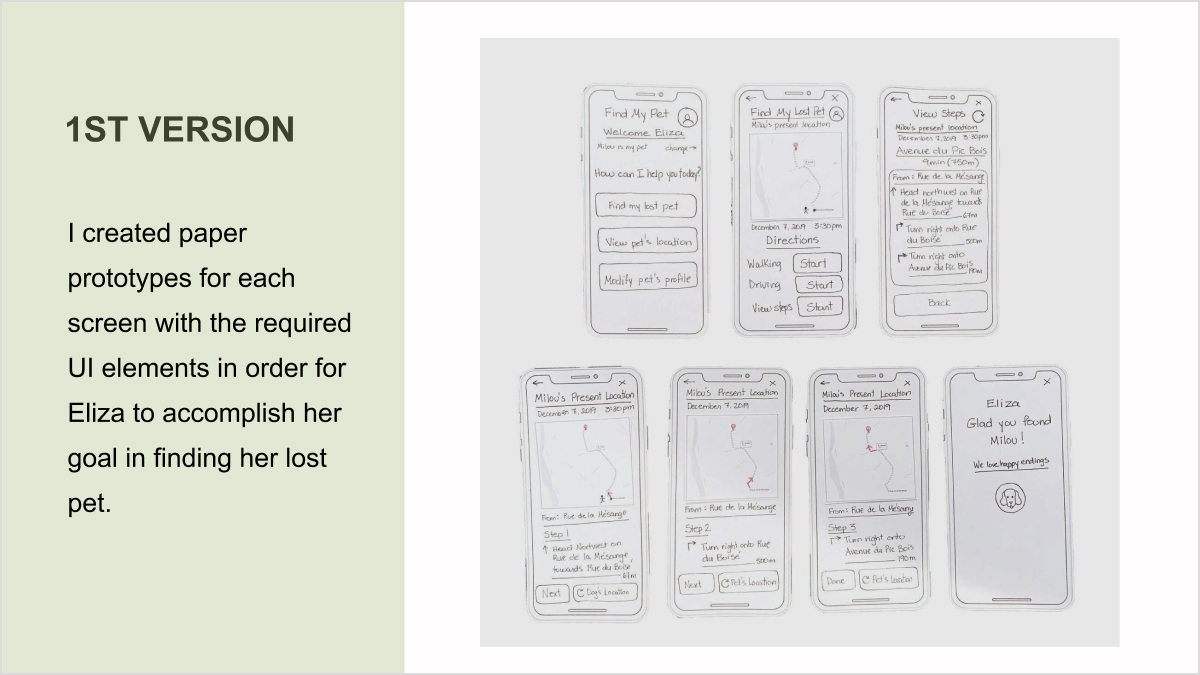 1ST VERSION
I created paper
prototypes for each
screen with the required
UI elements in order for
Eliza to accomplish her
goal in finding her lost
pet.
Find My Pet
Welcome Eliza
Milou is my pet change→
How can I help you today?
Find my lost pet
View pet's location
Modify pet's profile
← ×
Find My Lost Pet
Milou's present location
December 7, 2019 3:30pm
Directions
Walking Start
Driving Start
View steps Start
← ×
View Steps
Milou's present location
December 7, 2019 3:30pm
Avenue du Pic Bois
9min (750m)
From: Rue de la Mésange
Head northwest on Rue
de la Mésange towards
Rue du Boisé 67m
Turn right onto Rue
du Boisé 500m
Turn right onto
Avenue du Pic Bois
190m
Back
← ×
Milou's Present Location
December 7, 2019 3:30pm
From: Rue de la Mésange
Step 1
Head Nortwest on
Rue de la Mésange
towards Rue du Boise
67m
Next Dog's Location
← ×
Milou's Present Location
December 7, 2019
From: Rue de la Mésange
Step 2
Turn right onto Rue
du Boisé 500m
Next Pet's Location
← ×
Milou's Present Location
December 7, 2019
From: Rue de la
Step 3
Turn right onto
Avenue du Pic Bois
190m
Done Pet's Location
×
Eliza
Glad you found
Milou!
We love happy endings